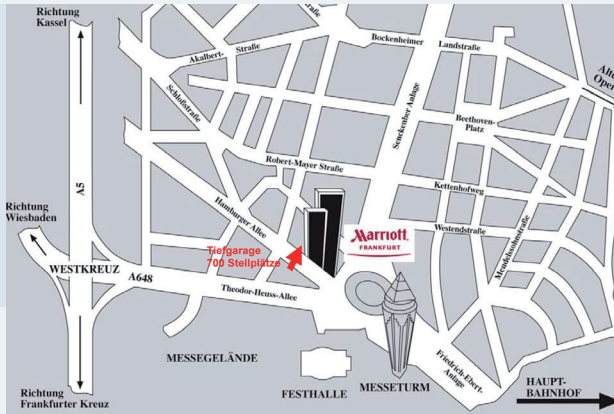 Richtung
Kassel
Akalbert-
Straße
Bockenheimer
Landstraße
Alte
Oper
Schloßstraße
Senckenber Anlage
Beethoven-
Platz
Robert-Mayer Straße
Kettenhofweg
A5
Hamburger Allee
Richtung
Wiesbaden
Marriott
FRANKFURT
Westendstraße
Mendelssohnstraße
Tiefgarage
700 Stellplätze
WESTKREUZ
A648
Theodor-Heuss-Allee
MESSEGELÄNDE
FESTHALLE
MESSETURM
Friedrich-Ebert-
Anlage
HAUPT-
BAHNHOF
Richtung
Frankfurter Kreuz